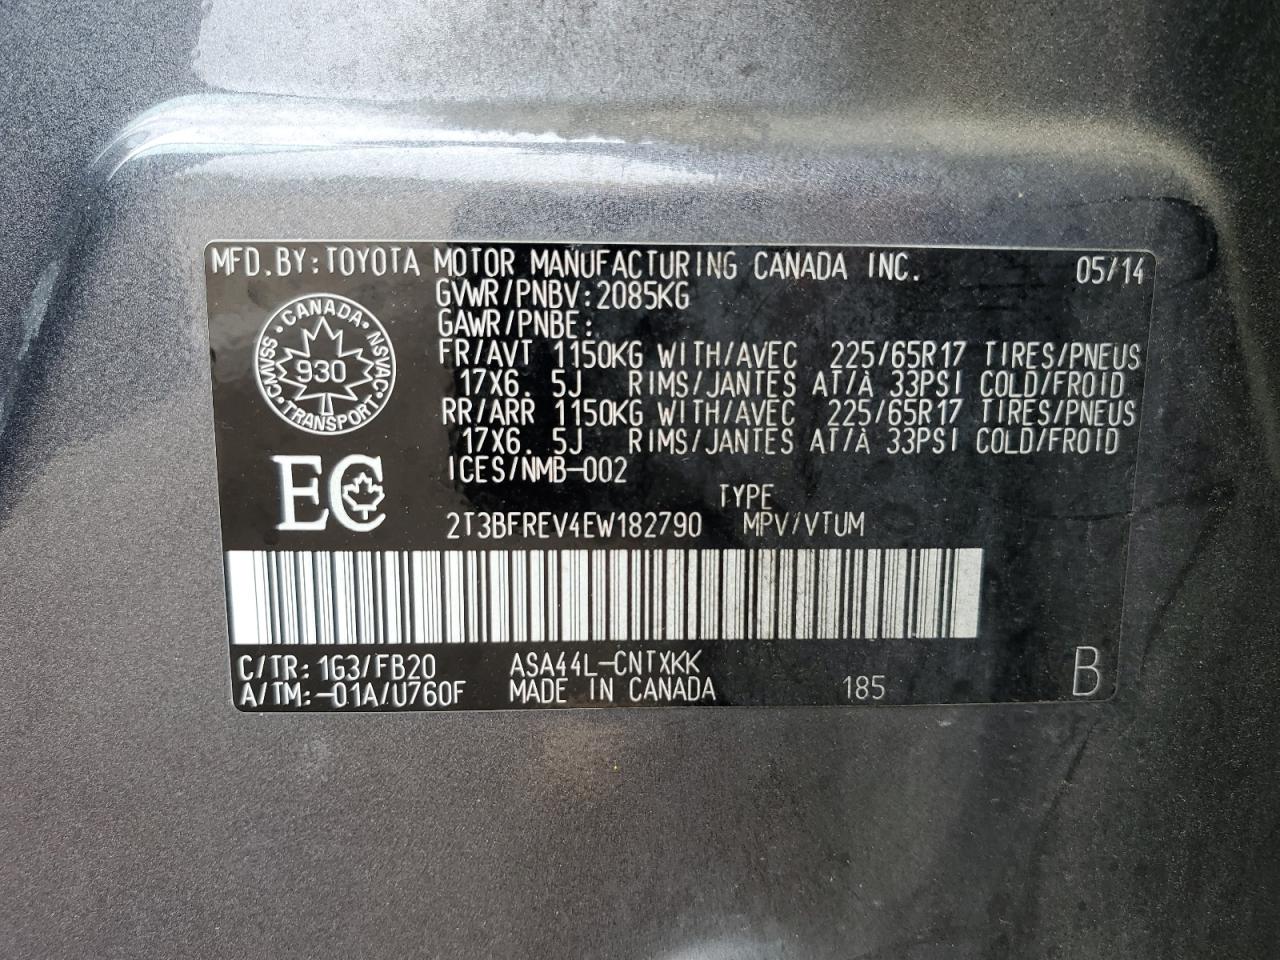 MFD.BY:TOYOTA MOTOR MANUFACTURING CANADA INC. 05/14
GVWR/PNBV:2085KG
GAWR/PNBE:
FR/AVT 1150KG WITH/AVEC 225/65R17 TIRES/PNEUS
17X6.5J RIMS/JANTES AT/À 33PSI COLD/FROID
RR/ARR 1150KG WITH/AVEC 225/65R17 TIRES/PNEUS
17X6.5J RIMS/JANTES AT/À 33PSI COLD/FROID
ICES/NMB-002
CANADA · NSVAC · TRANSPORT · CMVSS
930
EC
TYPE
2T3BFREV4EW182790 MPV/VTUM
C/TR: 1G3/FB20 ASA44L-CNTXKK
A/TM:-01A/U760F MADE IN CANADA 185 B